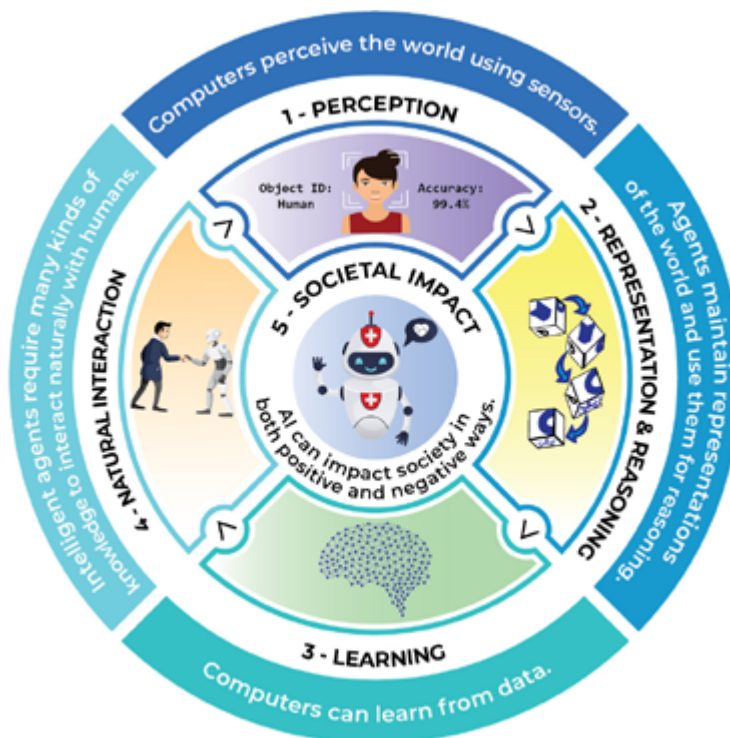 Computers perceive the world using sensors.
1 - PERCEPTION
Object ID:
Human
Accuracy:
99.4%
Agents maintain representations
of the world and use them for reasoning.
2 - REPRESENTATION & REASONING
3 - LEARNING
Computers can learn from data.
Intelligent agents require many kinds of
knowledge to interact naturally with humans.
4 - NATURAL INTERACTION
5 - SOCIETAL IMPACT
AI can impact society in
both positive and negative ways.